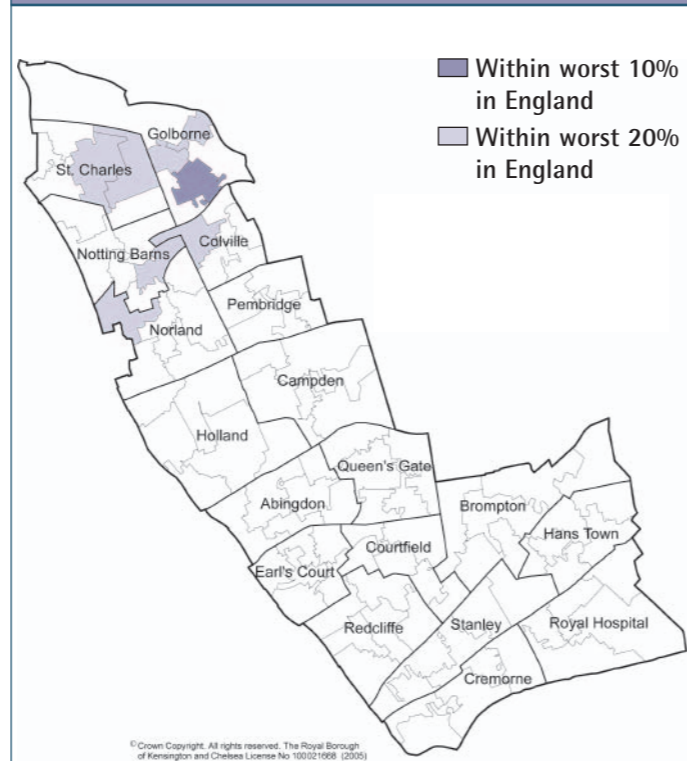 Within worst 10%
in England
Within worst 20%
in England
Golborne
St. Charles
Colville
Notting Barns
Pembridge
Norland
Campden
Holland
Queen's Gate
Abingdon
Brompton
Hans Town
Courtfield
Earl's Court
Royal Hospital
Stanley
Redcliffe
Cremorne
© Crown Copyright. All rights reserved. The Royal Borough
of Kensington and Chelsea License No 100021668 (2005)